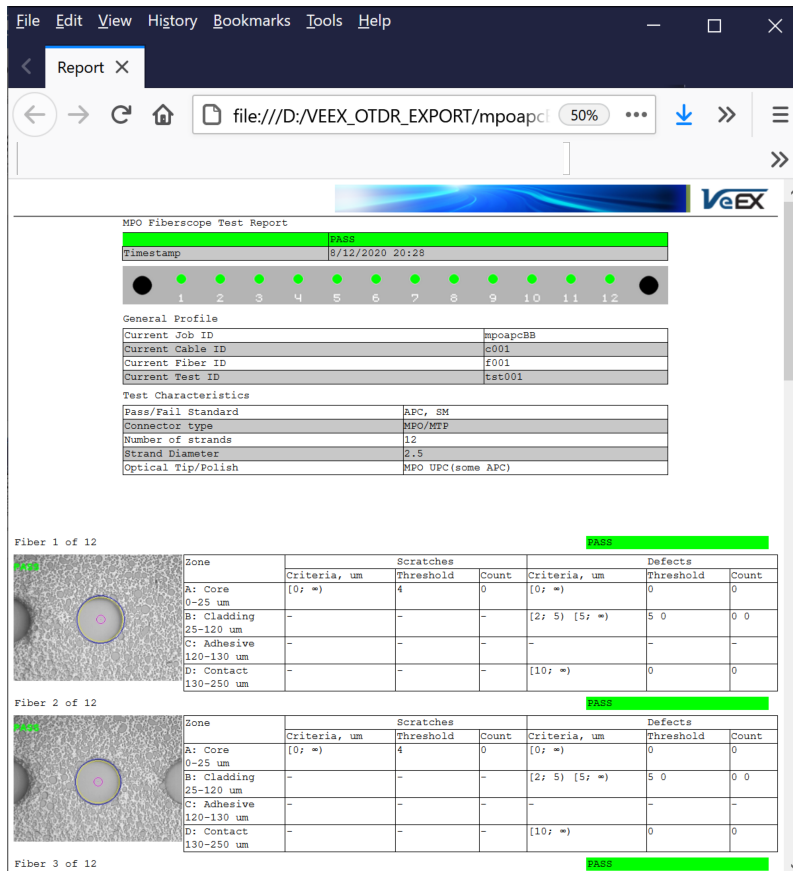 File Edit View History Bookmarks Tools Help
Report
file:///D:/VEEX_OTDR_EXPORT/mpoapc 50%
VeEX
MPO Fiberscope Test Report
PASS
Timestamp 8/12/2020 20:28
1 2 3 4 5 6 7 8 9 10 11 12
General Profile
Current Job ID mpoapcBB
Current Cable ID c001
Current Fiber ID f001
Current Test ID tst001
Test Characteristics
Pass/Fail Standard APC, SM
Connector type MPO/MTP
Number of strands 12
Strand Diameter 2.5
Optical Tip/Polish MPO UPC(some APC)
Fiber 1 of 12 PASS
PASS
Zone Scratches Defects
Criteria, um Threshold Count Criteria, um Threshold Count
A: Core [0; ∞) 4 0 [0; ∞) 0 0
0-25 um
B: Cladding - - - [2; 5) [5; ∞) 5 0 0 0
25-120 um
C: Adhesive - - - - - -
120-130 um
D: Contact - - - [10; ∞) 0 0
130-250 um
Fiber 2 of 12 PASS
PASS
Zone Scratches Defects
Criteria, um Threshold Count Criteria, um Threshold Count
A: Core [0; ∞) 4 0 [0; ∞) 0 0
0-25 um
B: Cladding - - - [2; 5) [5; ∞) 5 0 0 0
25-120 um
C: Adhesive - - - - - -
120-130 um
D: Contact - - - [10; ∞) 0 0
130-250 um
Fiber 3 of 12 PASS